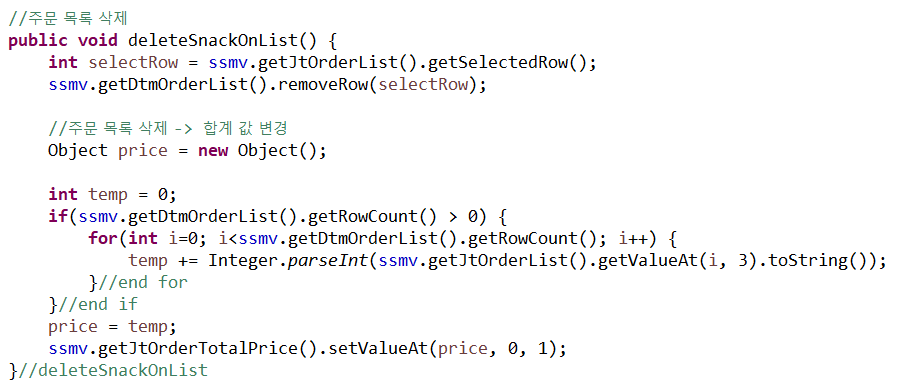 //주문 목록 삭제
public void deleteSnackOnList() {
    int selectRow = ssmv.getJtOrderList().getSelectedRow();
    ssmv.getDtmOrderList().removeRow(selectRow);

    //주문 목록 삭제 -> 합계 값 변경
    Object price = new Object();

    int temp = 0;
    if(ssmv.getDtmOrderList().getRowCount() > 0) {
        for(int i=0; i<ssmv.getDtmOrderList().getRowCount(); i++) {
            temp += Integer.parseInt(ssmv.getJtOrderList().getValueAt(i, 3).toString());
        }//end for
    }//end if
    price = temp;
    ssmv.getJtOrderTotalPrice().setValueAt(price, 0, 1);
}//deleteSnackOnList